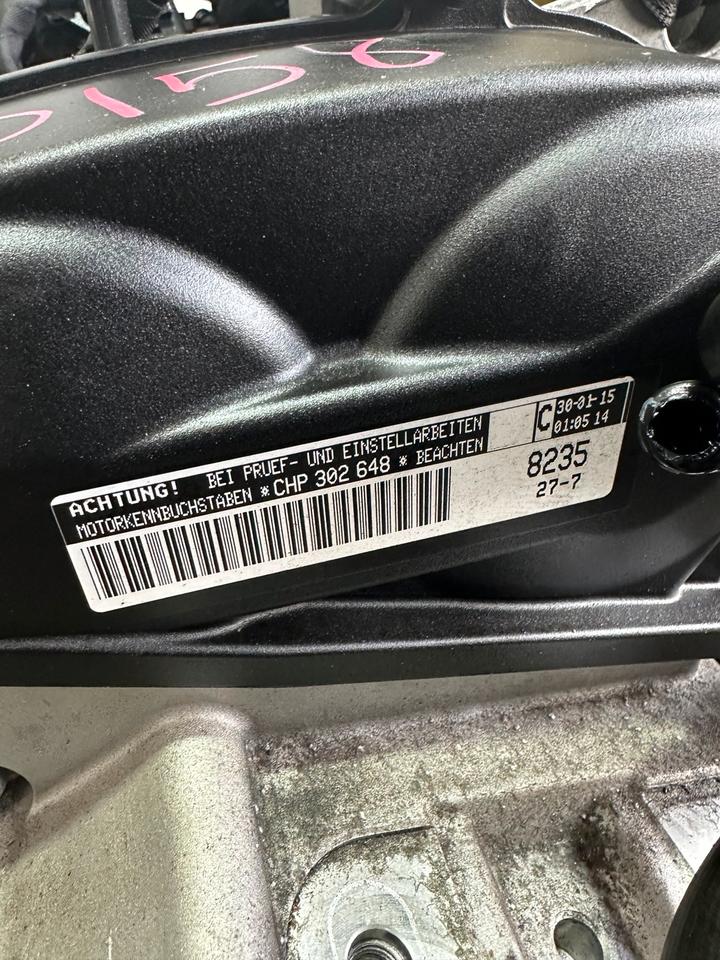 0156
ACHTUNG! BEI PRUEF- UND EINSTELLARBEITEN
MOTORKENNBUCHSTABEN *CHP 302 648* BEACHTEN
C
30-01-15
01:05 14
8235
27-7